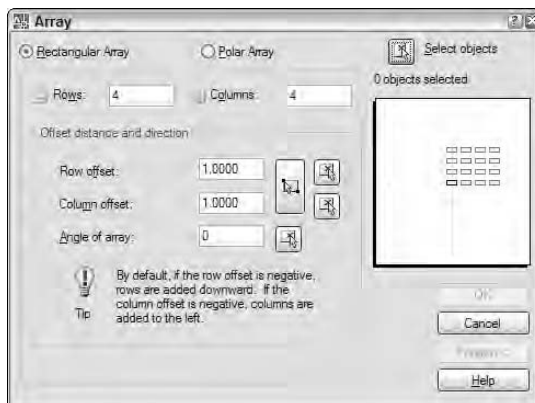 Array
Rectangular Array
Polar Array
Select objects
0 objects selected
Rows: 4
Columns: 4
Offset distance and direction
Row offset: 1.0000
Column offset: 1.0000
Angle of array: 0
Tip
By default, if the row offset is negative,
rows are added downward. If the
column offset is negative, columns are
added to the left.
OK
Cancel
Help